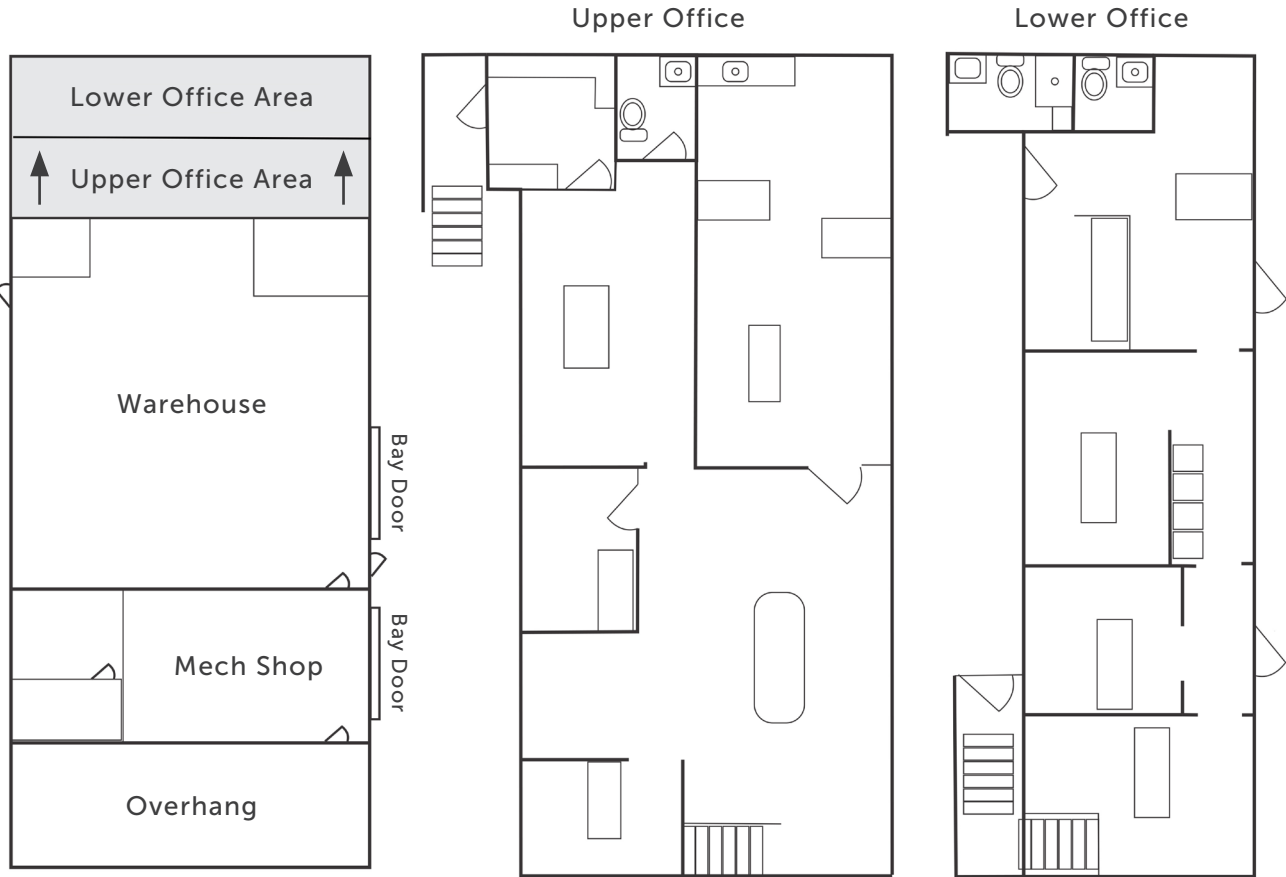 Upper Office
Lower Office
Lower Office Area
Upper Office Area
Warehouse
Bay Door
Mech Shop
Bay Door
Overhang